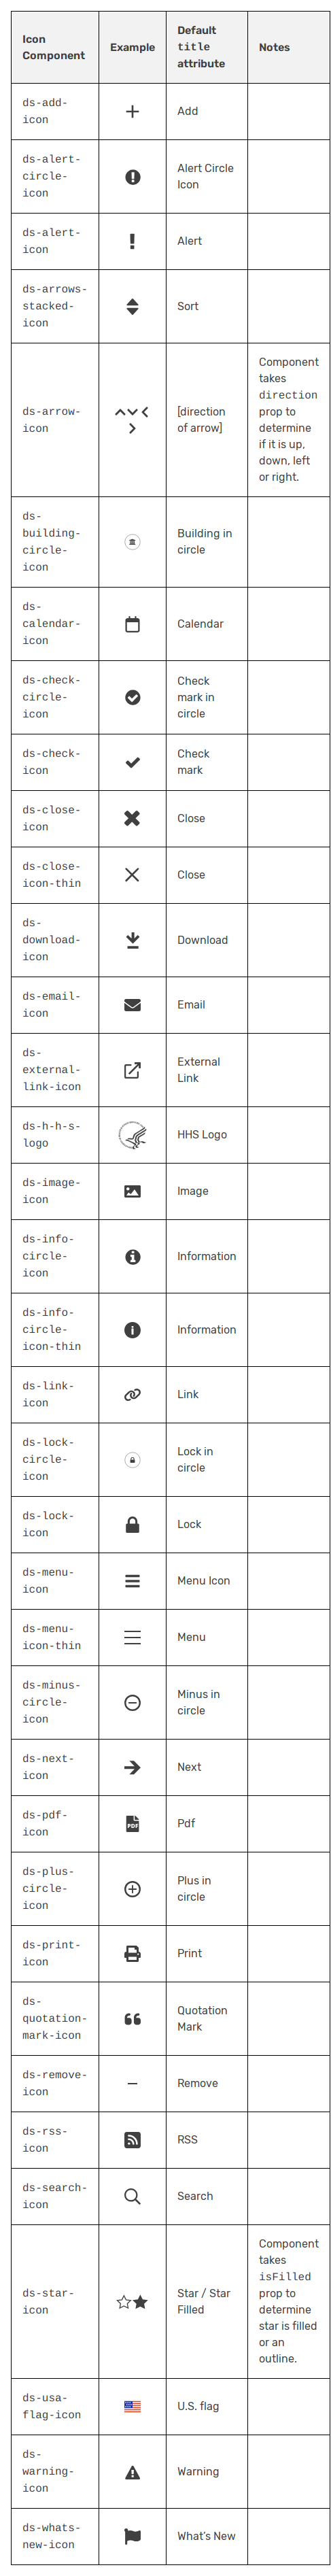 Icon
Component
Example
Default
title
attribute
Notes
ds-add-
icon
Add
ds-alert-
circle-
icon
Alert Circle
Icon
ds-alert-
icon
Alert
ds-arrows-
stacked-
icon
Sort
ds-arrow-
icon
[direction
of arrow]
Component
takes
direction
prop to
determine
if it is up,
down, left
or right.
ds-
building-
circle-
icon
Building in
circle
ds-
calendar-
icon
Calendar
ds-check-
circle-
icon
Check
mark in
circle
ds-check-
icon
Check
mark
ds-close-
icon
Close
ds-close-
icon-thin
Close
ds-
download-
icon
Download
ds-email-
icon
Email
ds-
external-
link-icon
External
Link
ds-h-h-s-
logo
HHS Logo
ds-image-
icon
Image
ds-info-
circle-
icon
Information
ds-info-
circle-
icon-thin
Information
ds-link-
icon
Link
ds-lock-
circle-
icon
Lock in
circle
ds-lock-
icon
Lock
ds-menu-
icon
Menu Icon
ds-menu-
icon-thin
Menu
ds-minus-
circle-
icon
Minus in
circle
ds-next-
icon
Next
ds-pdf-
icon
PDF
Pdf
ds-plus-
circle-
icon
Plus in
circle
ds-print-
icon
Print
ds-
quotation-
mark-icon
Quotation
Mark
ds-remove-
icon
Remove
ds-rss-
icon
RSS
ds-search-
icon
Search
ds-star-
icon
Star / Star
Filled
Component
takes
isFilled
prop to
determine
star is filled
or an
outline.
ds-usa-
flag-icon
U.S. flag
ds-
warning-
icon
Warning
ds-whats-
new-icon
What's New